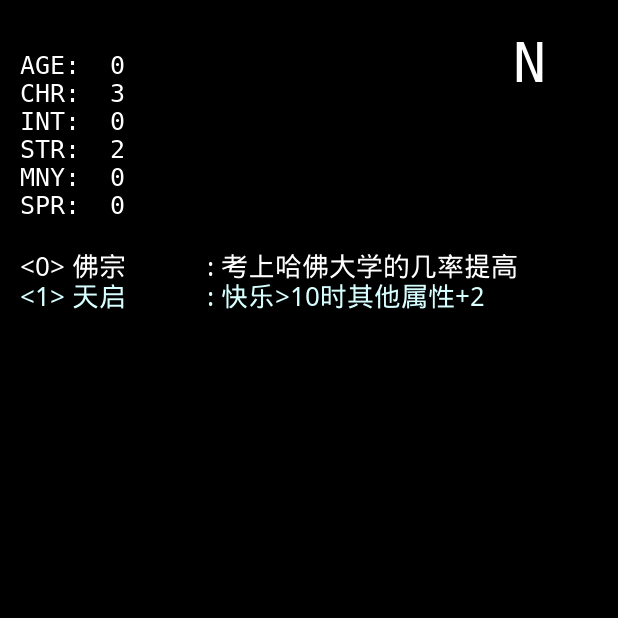 N
AGE: 0
CHR: 3
INT: 0
STR: 2
MNY: 0
SPR: 0
<0> 佛宗 : 考上哈佛大学的几率提高
<1> 天启 : 快乐>10时其他属性+2